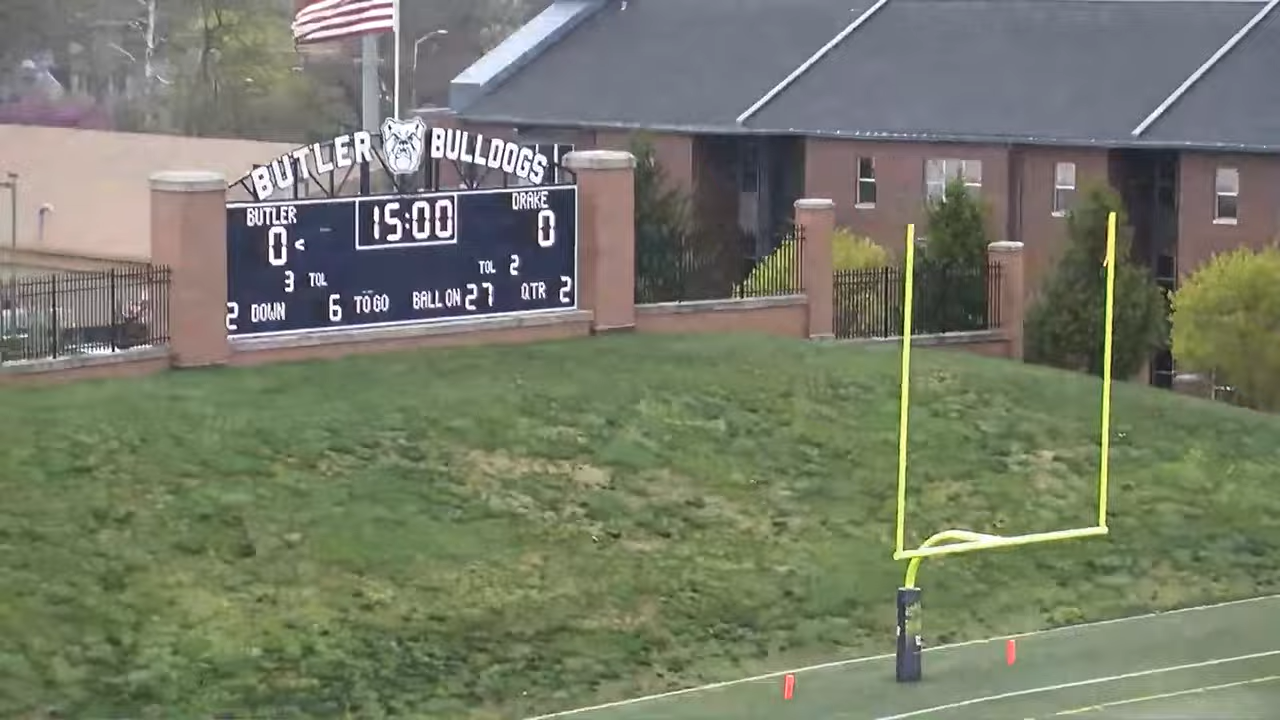 BUTLER BULLDOGS
BUTLER 15:00 DRAKE
0 < 0
3 TOL TOL 2
2 DOWN 6 TO GO BALL ON 27 QTR 2